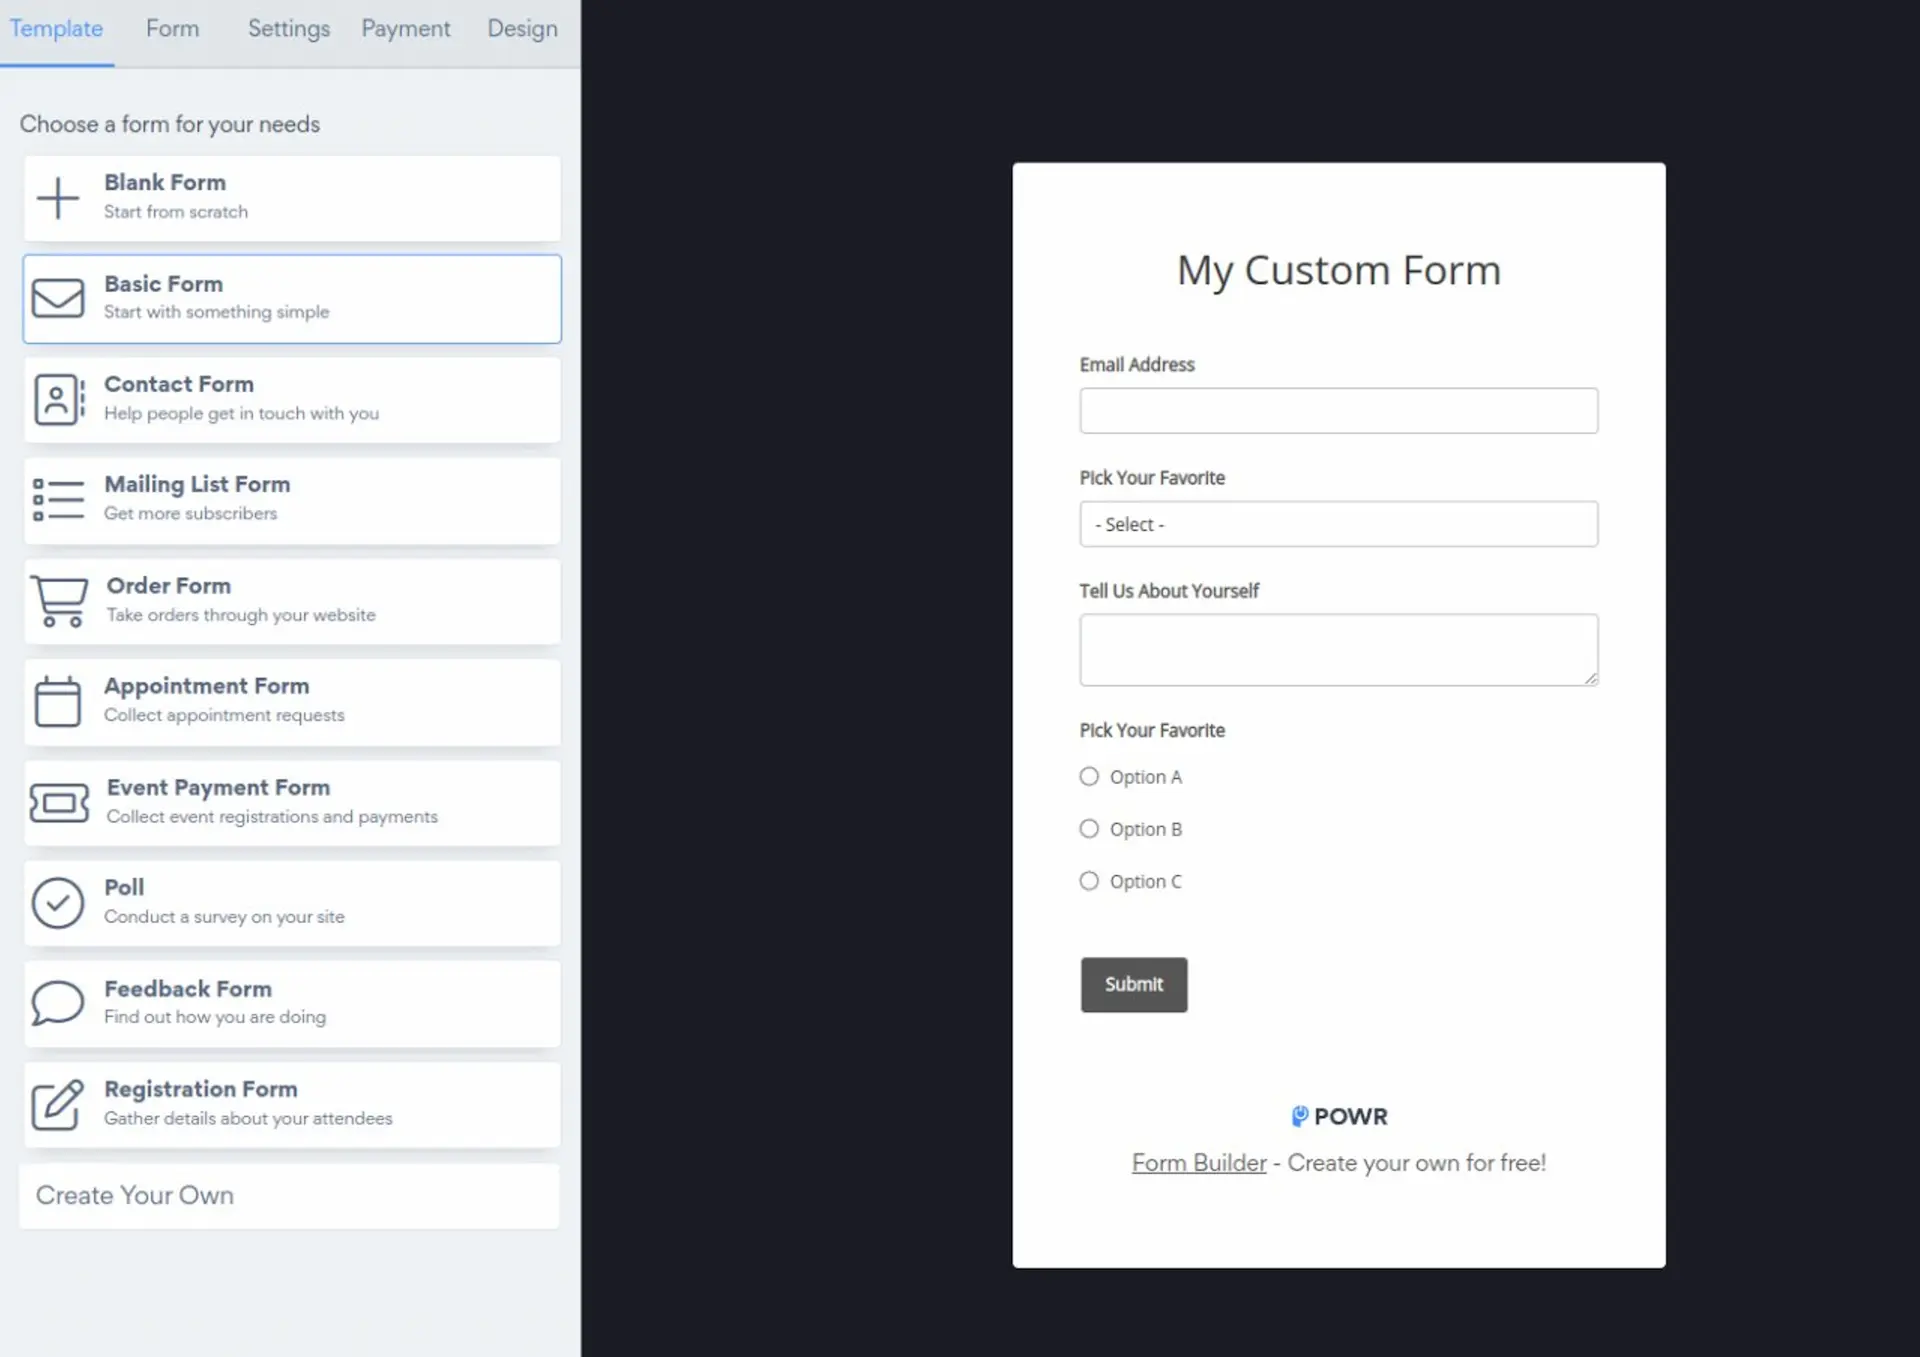 Template Form Settings Payment Design
Choose a form for your needs
Blank Form
Start from scratch
Basic Form
Start with something simple
Contact Form
Help people get in touch with you
Mailing List Form
Get more subscribers
Order Form
Take orders through your website
Appointment Form
Collect appointment requests
Event Payment Form
Collect event registrations and payments
Poll
Conduct a survey on your site
Feedback Form
Find out how you are doing
Registration Form
Gather details about your attendees
Create Your Own
My Custom Form
Email Address
Pick Your Favorite
- Select -
Tell Us About Yourself
Pick Your Favorite
Option A
Option B
Option C
Submit
POWR
Form Builder - Create your own for free!